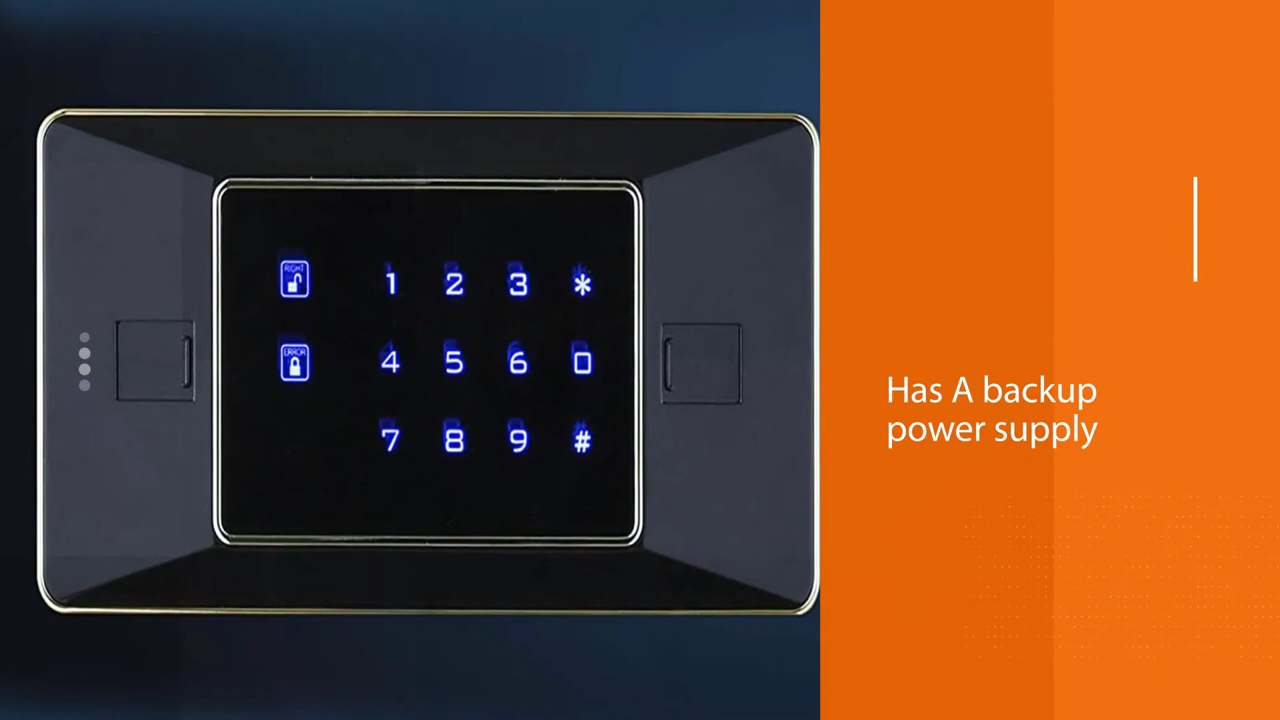 RIGHT 1 2 3 *
ERROR 4 5 6 0
7 8 9 #
Has A backup
power supply